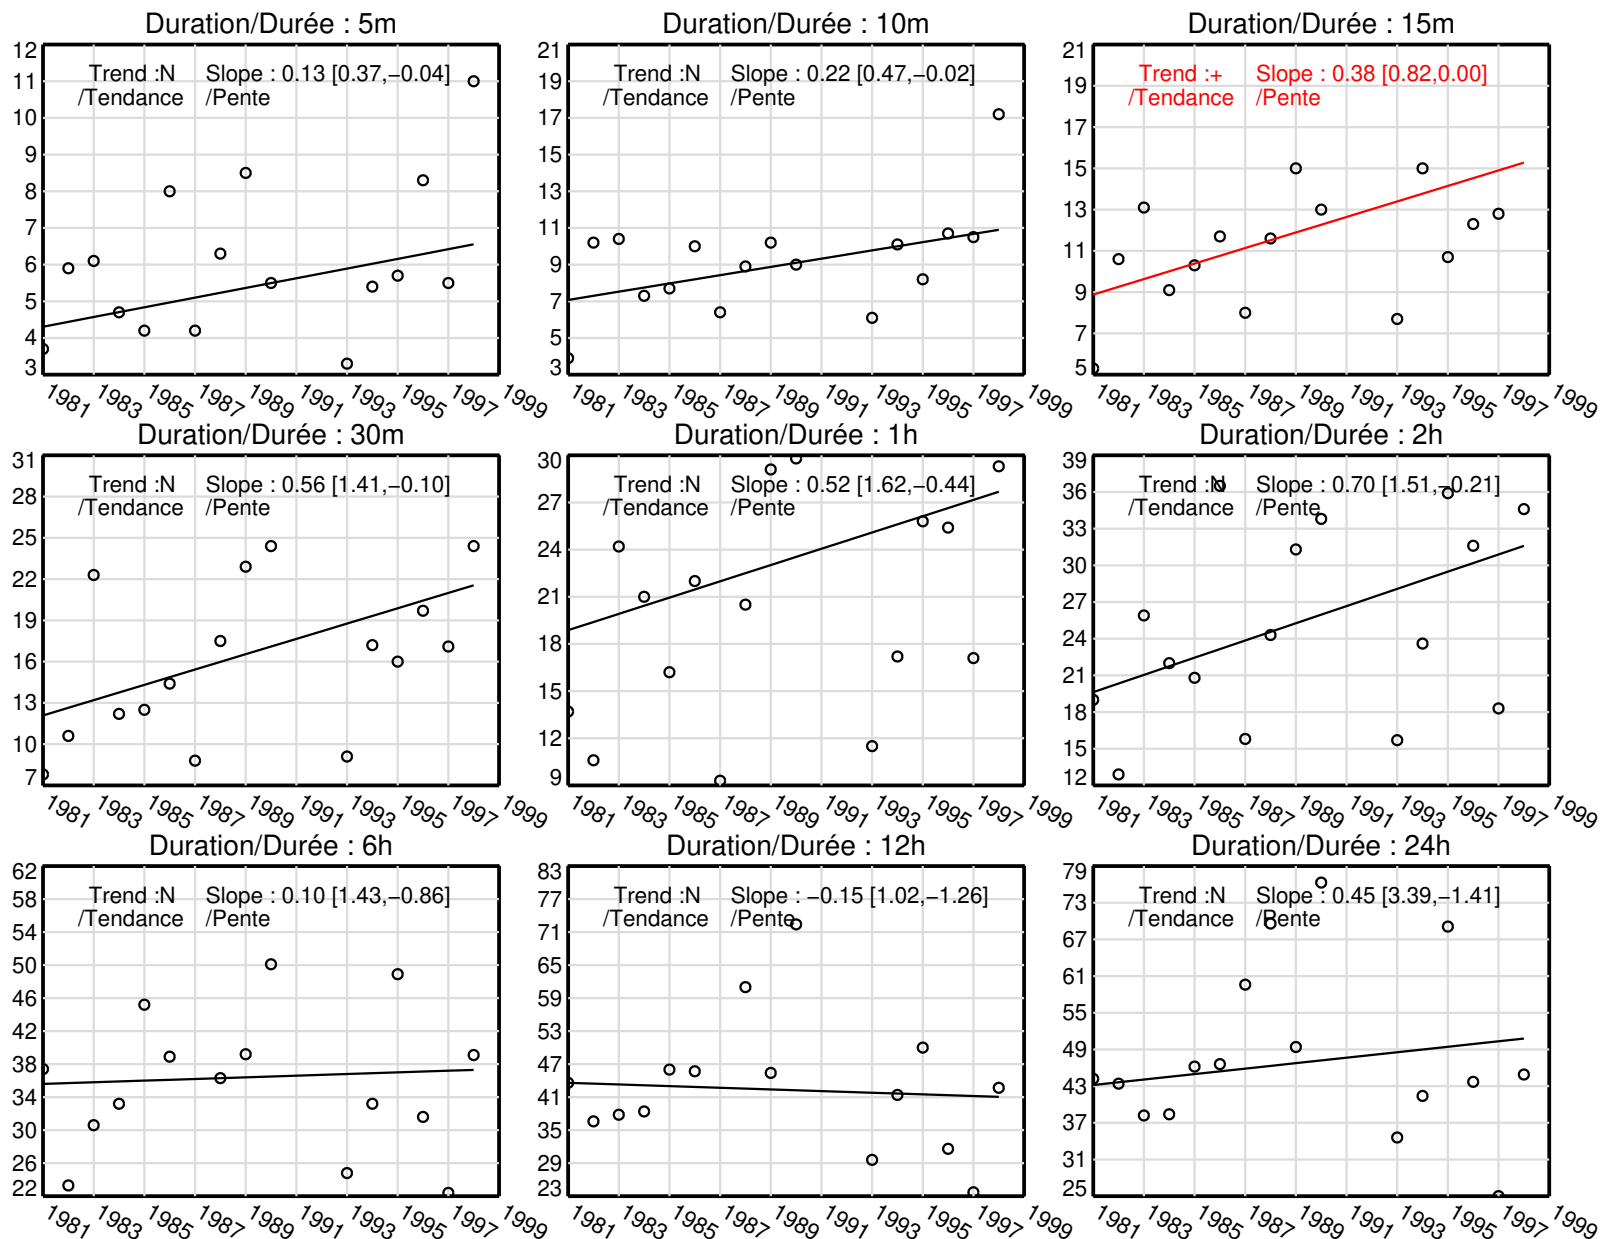 Duration/Durée : 5m
Trend :N Slope : 0.13 [0.37,−0.04]
/Tendance /Pente
12
11
10
9
8
7
6
5
4
3
1981 1983 1985 1987 1989 1991 1993 1995 1997 1999
Duration/Durée : 10m
Trend :N Slope : 0.22 [0.47,−0.02]
/Tendance /Pente
21
19
17
15
13
11
9
7
5
3
1981 1983 1985 1987 1989 1991 1993 1995 1997 1999
Duration/Durée : 15m
Trend :+ Slope : 0.38 [0.82,0.00]
/Tendance /Pente
21
19
17
15
13
11
9
7
5
1981 1983 1985 1987 1989 1991 1993 1995 1997 1999
Duration/Durée : 30m
Trend :N Slope : 0.56 [1.41,−0.10]
/Tendance /Pente
31
28
25
22
19
16
13
10
7
1981 1983 1985 1987 1989 1991 1993 1995 1997 1999
Duration/Durée : 1h
Trend :N Slope : 0.52 [1.62,−0.44]
/Tendance /Pente
30
27
24
21
18
15
12
9
1981 1983 1985 1987 1989 1991 1993 1995 1997 1999
Duration/Durée : 2h
Trend :N Slope : 0.70 [1.51,−0.21]
/Tendance /Pente
39
36
33
30
27
24
21
18
15
12
1981 1983 1985 1987 1989 1991 1993 1995 1997 1999
Duration/Durée : 6h
Trend :N Slope : 0.10 [1.43,−0.86]
/Tendance /Pente
62
58
54
50
46
42
38
34
30
26
22
1981 1983 1985 1987 1989 1991 1993 1995 1997 1999
Duration/Durée : 12h
Trend :N Slope : −0.15 [1.02,−1.26]
/Tendance /Pente
83
77
71
65
59
53
47
41
35
29
23
1981 1983 1985 1987 1989 1991 1993 1995 1997 1999
Duration/Durée : 24h
Trend :N Slope : 0.45 [3.39,−1.41]
/Tendance /Pente
79
73
67
61
55
49
43
37
31
25
1981 1983 1985 1987 1989 1991 1993 1995 1997 1999